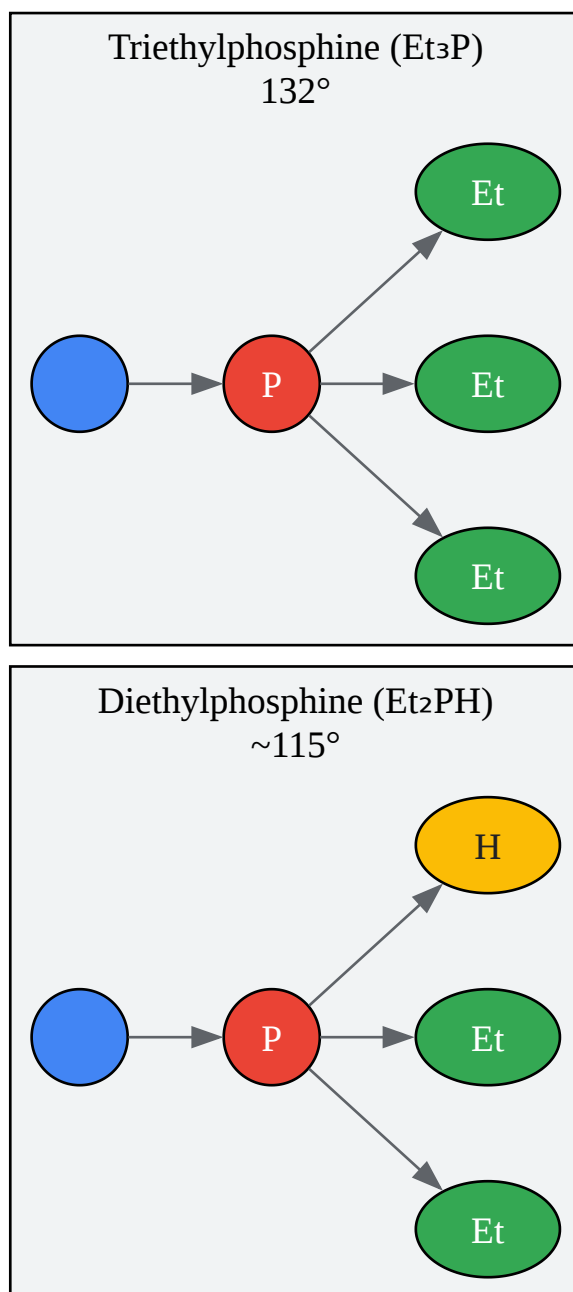 Triethylphosphine (Et₃P)
132°
Et
P
Et
Et
Diethylphosphine (Et₂PH)
~115°
H
P
Et
Et